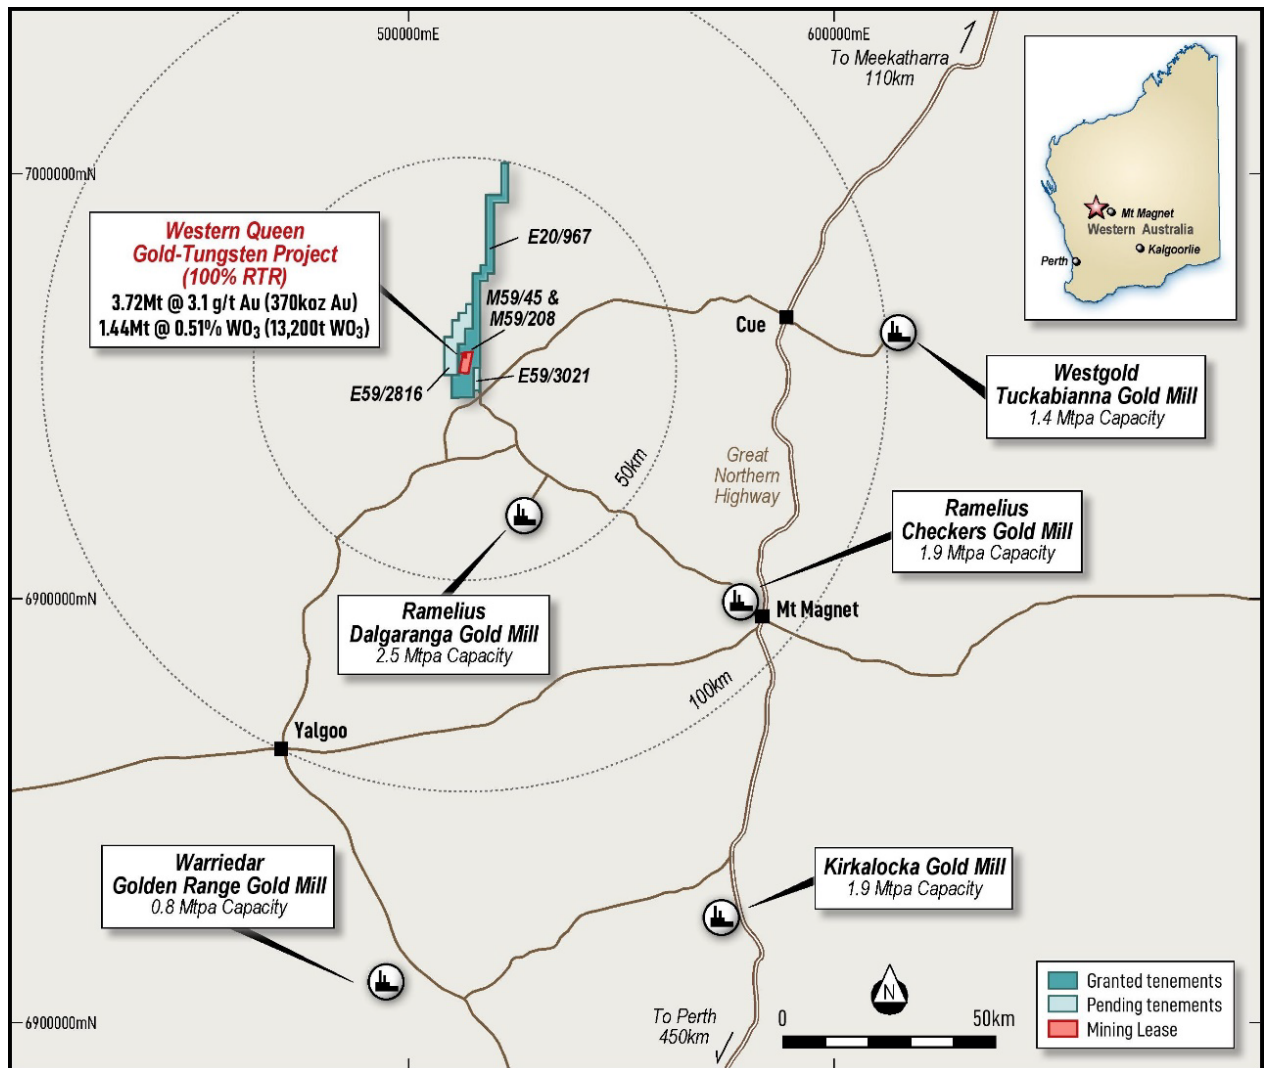 500000mE
600000mE
To Meekatharra
110km
7000000mN
Western Queen
Gold-Tungsten Project
(100% RTR)
3.72Mt @ 3.1 g/t Au (370koz Au)
1.44Mt @ 0.51% WO3 (13,200t WO3)
E20/967
M59/45 &
M59/208
E59/2816
E59/3021
Cue
Mt Magnet
Western Australia
Perth
Kalgoorlie
Westgold
Tuckabianna Gold Mill
1.4 Mtpa Capacity
50km
Great
Northern
Highway
Ramelius
Checkers Gold Mill
1.9 Mtpa Capacity
6900000mN
Ramelius
Dalgaranga Gold Mill
2.5 Mtpa Capacity
Mt Magnet
100km
Yalgoo
Warriedar
Golden Range Gold Mill
0.8 Mtpa Capacity
Kirkalocka Gold Mill
1.9 Mtpa Capacity
6900000mN
To Perth
450km
N
0
50km
Granted tenements
Pending tenements
Mining Lease